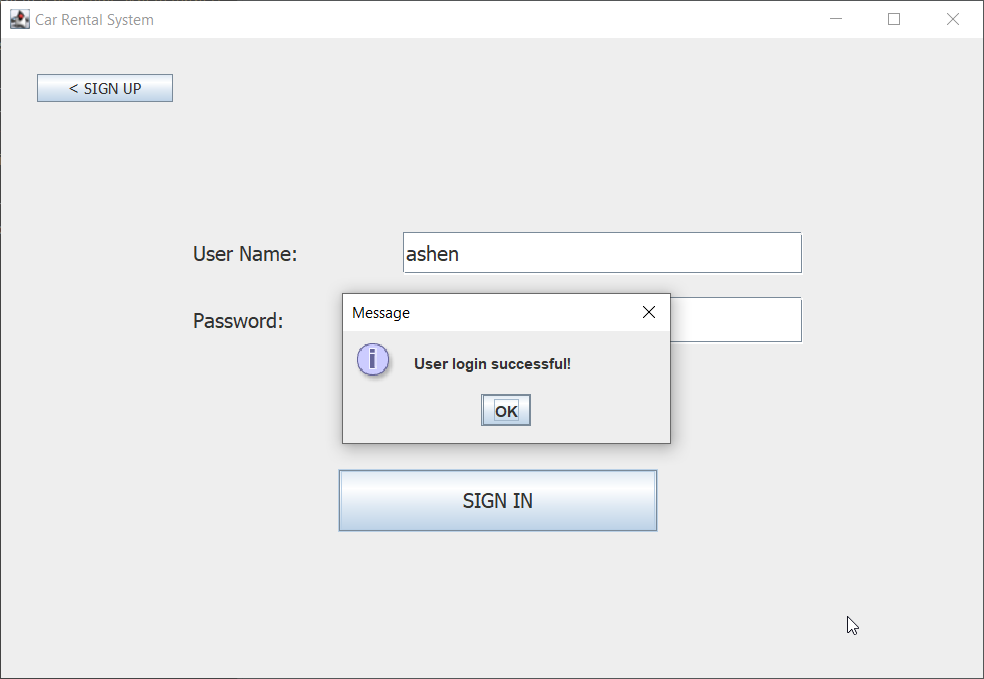 Car Rental System
< SIGN UP
User Name:
ashen
Password:
Message
User login successful!
OK
SIGN IN